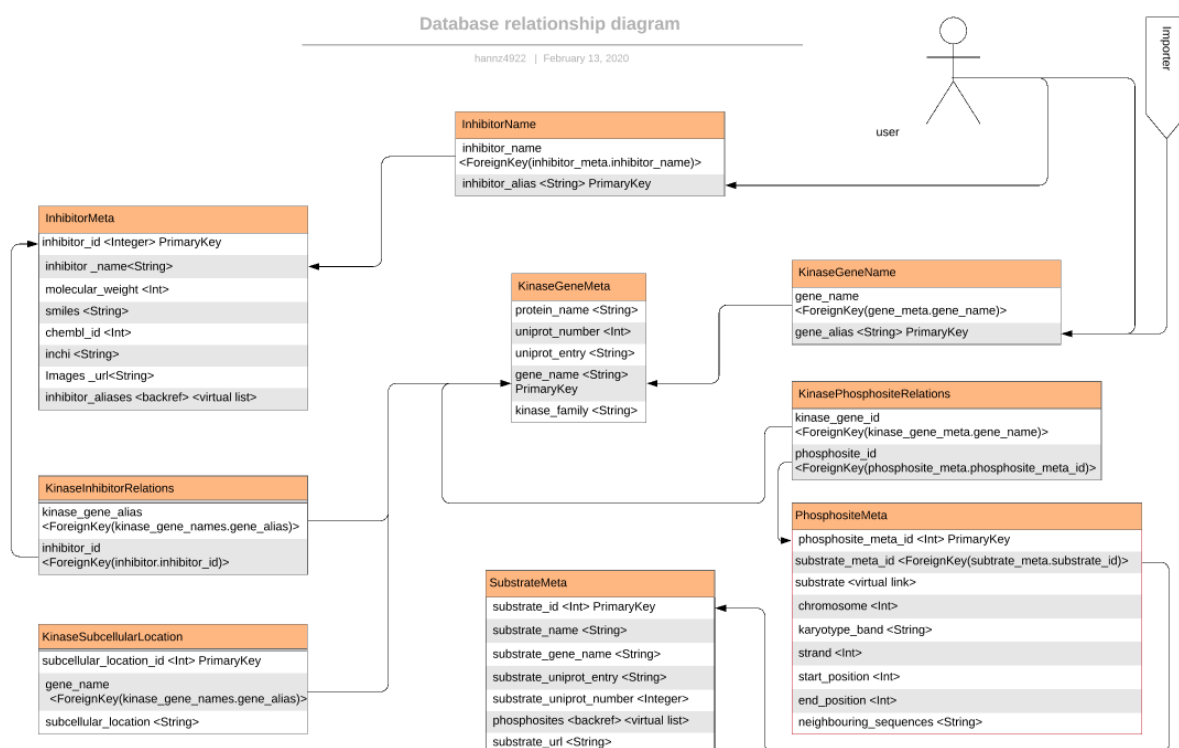 Database relationship diagram
hannz4922 | February 13, 2020
Importer
user
InhibitorName
inhibitor_name
<ForeignKey(inhibitor_meta.inhibitor_name)>
inhibitor_alias <String> PrimaryKey
InhibitorMeta
inhibitor_id <Integer> PrimaryKey
inhibitor _name<String>
molecular_weight <Int>
smiles <String>
chembl_id <Int>
inchi <String>
Images _url<String>
inhibitor_aliases <backref> <virtual list>
KinaseGeneMeta
protein_name <String>
uniprot_number <Int>
uniprot_entry <String>
gene_name <String>
PrimaryKey
kinase_family <String>
KinaseGeneName
gene_name
<ForeignKey(gene_meta.gene_name)>
gene_alias <String> PrimaryKey
KinasePhosphositeRelations
kinase_gene_id
<ForeignKey(kinase_gene_meta.gene_name)>
phosphosite_id
<ForeignKey(phosphosite_meta.phosphosite_meta_id)>
KinaseInhibitorRelations
kinase_gene_alias
<ForeignKey(kinase_gene_names.gene_alias)>
inhibitor_id
<ForeignKey(inhibitor.inhibitor_id)>
PhosphositeMeta
phosphosite_meta_id <Int> PrimaryKey
substrate_meta_id <ForeignKey(subtrate_meta.substrate_id)>
substrate <virtual link>
chromosome <Int>
karyotype_band <String>
strand <Int>
start_position <Int>
end_position <Int>
neighbouring_sequences <String>
SubstrateMeta
substrate_id <Int> PrimaryKey
substrate_name <String>
substrate_gene_name <String>
substrate_uniprot_entry <String>
substrate_uniprot_number <Integer>
phosphosites <backref> <virtual list>
substrate_url <String>
KinaseSubcellularLocation
subcellular_location_id <Int> PrimaryKey
gene_name
<ForeignKey(kinase_gene_names.gene_alias)>
subcellular_location <String>